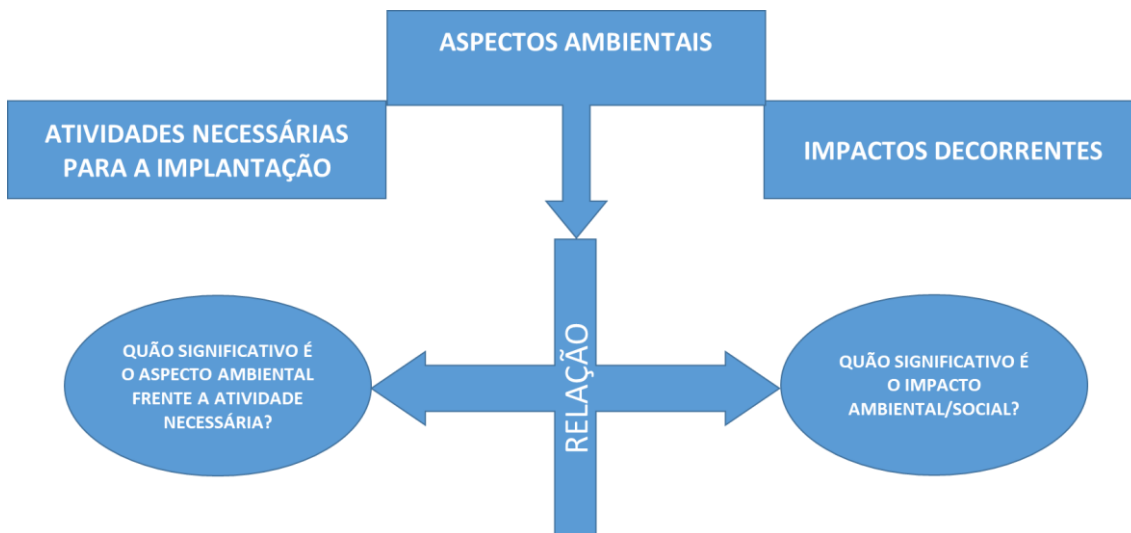 ASPECTOS AMBIENTAIS
ATIVIDADES NECESSÁRIAS
PARA A IMPLANTAÇÃO
IMPACTOS DECORRENTES
RELAÇÃO
QUÃO SIGNIFICATIVO É
O ASPECTO AMBIENTAL
FRENTE A ATIVIDADE
NECESSÁRIA?
QUÃO SIGNIFICATIVO É
O IMPACTO
AMBIENTAL/SOCIAL?